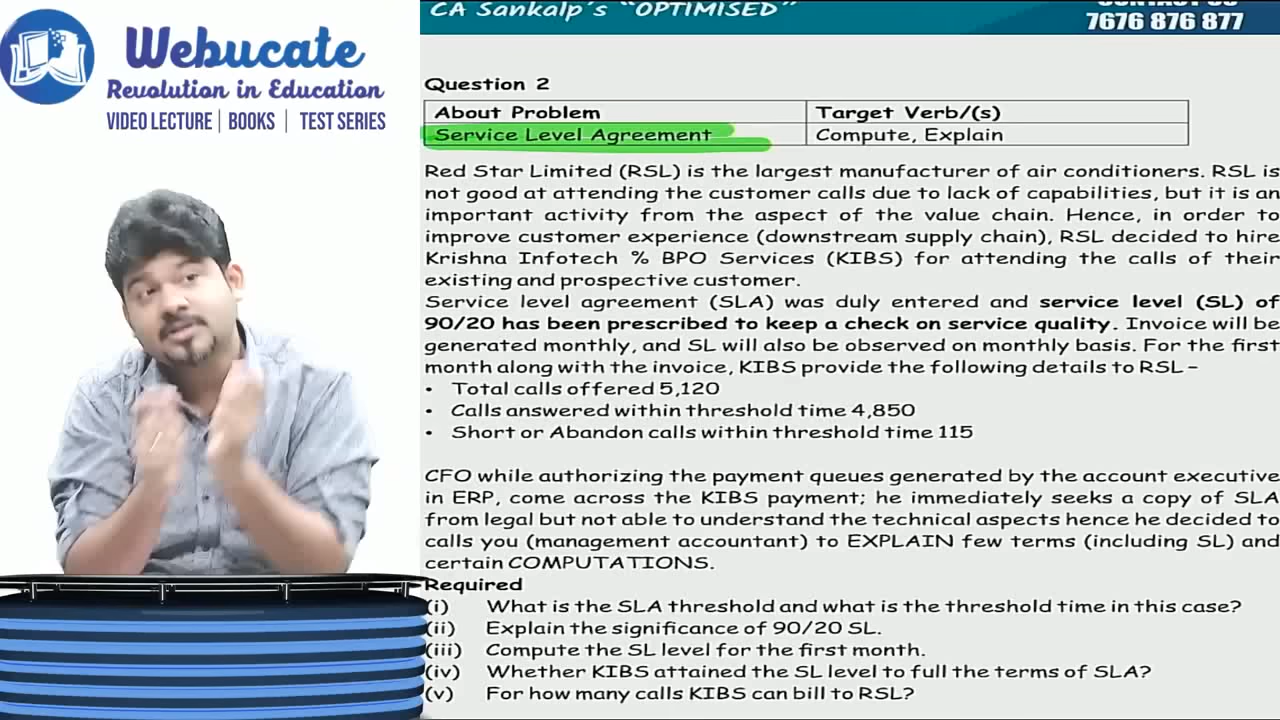 Webucate
Revolution in Education
VIDEO LECTURE | BOOKS | TEST SERIES
CA Sankalp's "OPTIMISED"
CONTACT US
7676 876 877
Question 2
About Problem Target Verb/(s)
Service Level Agreement Compute, Explain
Red Star Limited (RSL) is the largest manufacturer of air conditioners. RSL is
not good at attending the customer calls due to lack of capabilities, but it is an
important activity from the aspect of the value chain. Hence, in order to
improve customer experience (downstream supply chain), RSL decided to hire
Krishna Infotech % BPO Services (KIBS) for attending the calls of their
existing and prospective customer.
Service level agreement (SLA) was duly entered and service level (SL) of
90/20 has been prescribed to keep a check on service quality. Invoice will be
generated monthly, and SL will also be observed on monthly basis. For the first
month along with the invoice, KIBS provide the following details to RSL –
• Total calls offered 5,120
• Calls answered within threshold time 4,850
• Short or Abandon calls within threshold time 115
CFO while authorizing the payment queues generated by the account executive
in ERP, come across the KIBS payment; he immediately seeks a copy of SLA
from legal but not able to understand the technical aspects hence he decided to
calls you (management accountant) to EXPLAIN few terms (including SL) and
certain COMPUTATIONS.
Required
(i) What is the SLA threshold and what is the threshold time in this case?
(ii) Explain the significance of 90/20 SL.
(iii) Compute the SL level for the first month.
(iv) Whether KIBS attained the SL level to full the terms of SLA?
(v) For how many calls KIBS can bill to RSL?